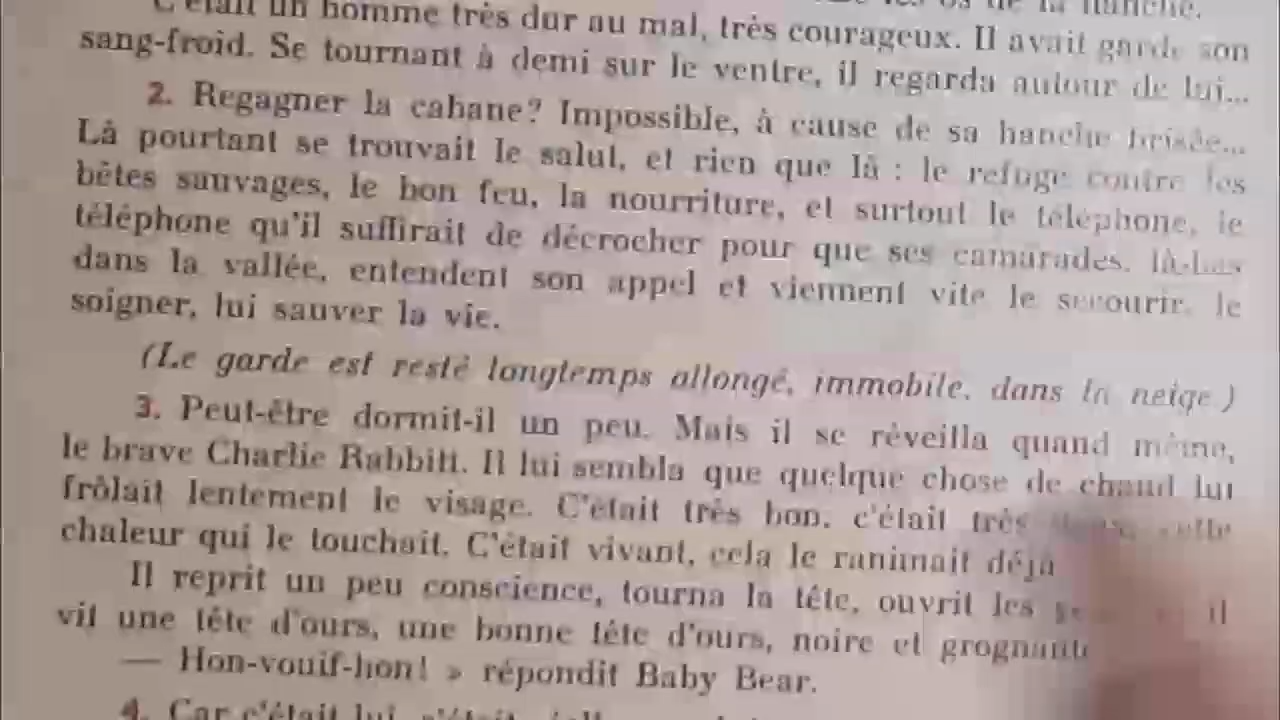 C'était un homme très dur au mal, très courageux. Il avait gardé son
sang-froid. Se tournant à demi sur le ventre, il regarda autour de lui...
2. Regagner la cabane? Impossible, à cause de sa hanche brisée...
Là pourtant se trouvait le salut, et rien que là : le refuge contre les
bêtes sauvages, le bon feu, la nourriture, et surtout le téléphone, le
téléphone qu'il suffirait de décrocher pour que ses camarades, là-bas
dans la vallée, entendent son appel et viennent vite le secourir, le
soigner, lui sauver la vie.
(Le garde est resté longtemps allongé, immobile, dans la neige.)
3. Peut-être dormit-il un peu. Mais il se réveilla quand même,
le brave Charlie Rabbitt. Il lui sembla que quelque chose de chaud lui
frôlait lentement le visage. C'était très bon, c'était très cette
chaleur qui le touchait. C'était vivant, cela le ranimait déjà
Il reprit un peu conscience, tourna la tête, ouvrit les il
vit une tête d'ours, une bonne tête d'ours, noire et grognante
— Hon-vouif-hon! » répondit Baby Bear.
4. Car c'était lui